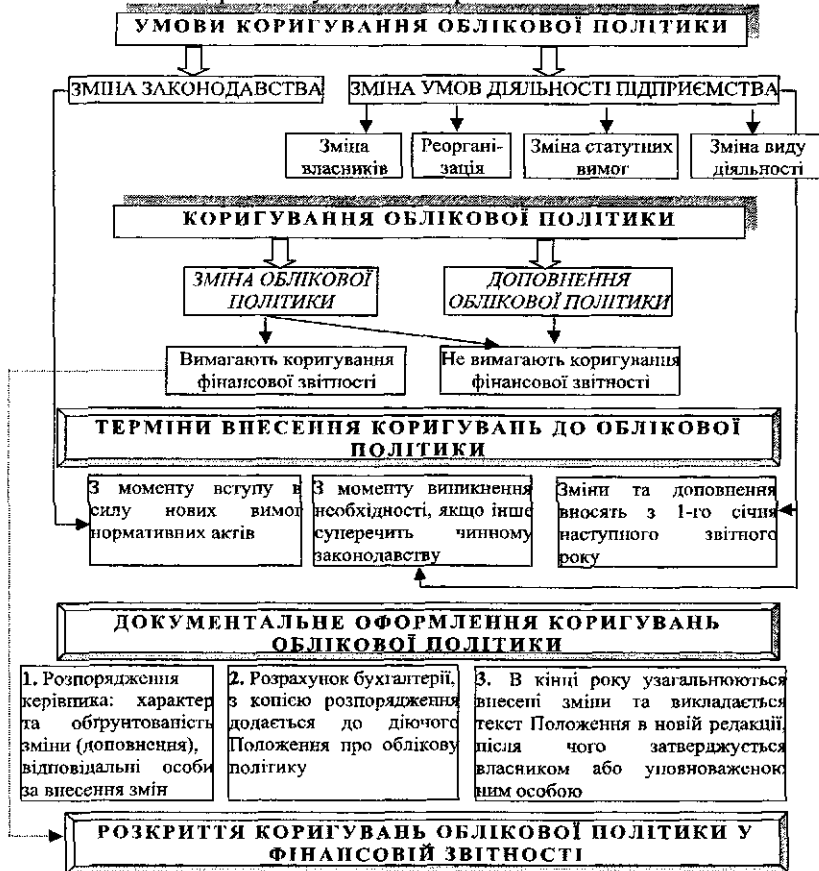 УМОВИ КОРИГУВАННЯ ОБЛІКОВОЇ ПОЛІТИКИ
ЗМІНА ЗАКОНОДАВСТВА
ЗМІНА УМОВ ДІЯЛЬНОСТІ ПІДПРИЄМСТВА
Зміна
власників
Реоргані-
зація
Зміна статутних
вимог
Зміна виду
діяльності
КОРИГУВАННЯ ОБЛІКОВОЇ ПОЛІТИКИ
ЗМІНА ОБЛІКОВОЇ
ПОЛІТИКИ
ДОПОВНЕННЯ
ОБЛІКОВОЇ ПОЛІТИКИ
Вимагають коригування
фінансової звітності
Не вимагають коригування
фінансової звітності
ТЕРМІНИ ВНЕСЕННЯ КОРИГУВАНЬ ДО ОБЛІКОВОЇ
ПОЛІТИКИ
З моменту вступу в
силу нових вимог
нормативних актів
З моменту виникнення
необхідності, якщо інше
суперечить чинному
законодавству
Зміни та доповнення
вносять з 1-го січня
наступного звітного
року
ДОКУМЕНТАЛЬНЕ ОФОРМЛЕННЯ КОРИГУВАНЬ
ОБЛІКОВОЇ ПОЛІТИКИ
1. Розпорядження
керівника: характер
та обґрунтованість
зміни (доповнення),
відповідальні особи
за внесення змін
2. Розрахунок бухгалтерії,
з копією розпорядження
додається до діючого
Положення про облікову
політику
3. В кінці року узагальнюються
внесені зміни та викладається
текст Положення в новій редакції,
після чого затверджується
власником або уповноваженою
ним особою
РОЗКРИТТЯ КОРИГУВАНЬ ОБЛІКОВОЇ ПОЛІТИКИ У
ФІНАНСОВІЙ ЗВІТНОСТІ